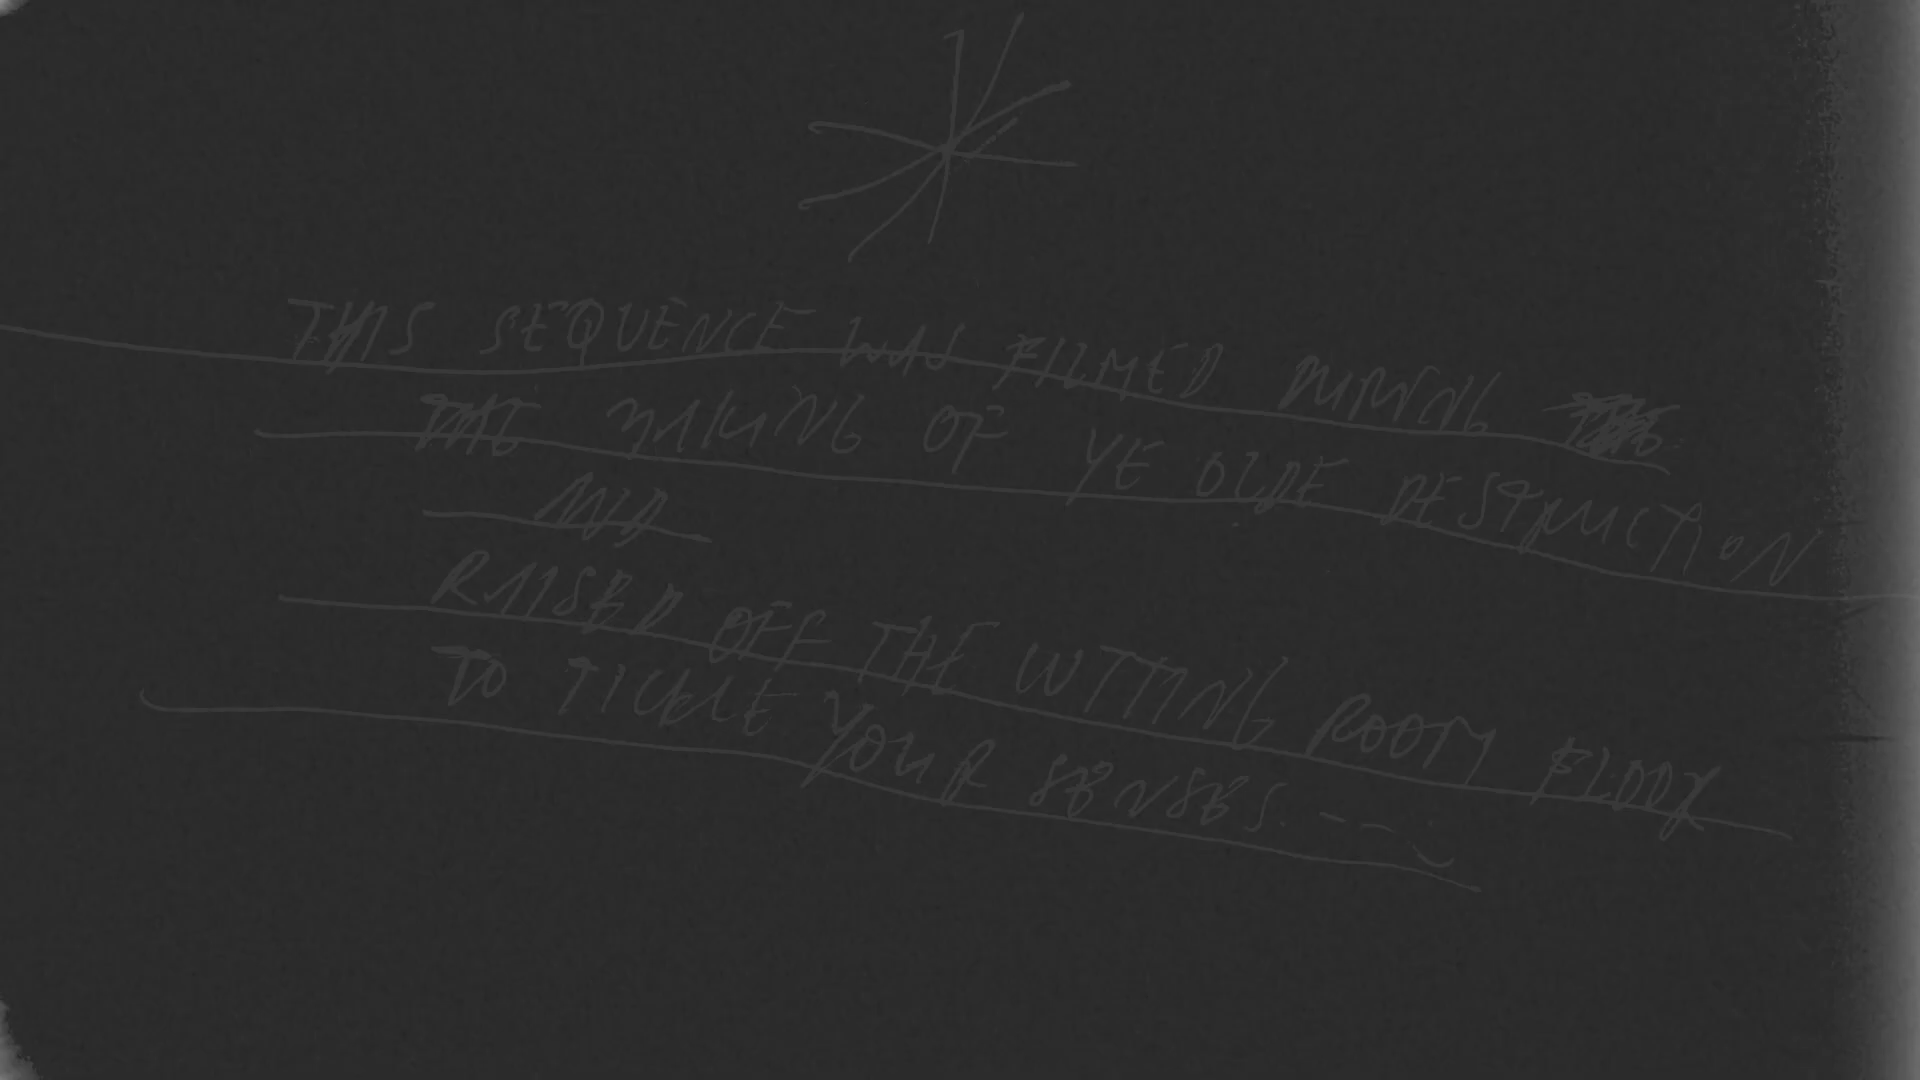 THIS SEQUENCE WAS FILMED DURING
THE MAKING OF YE OLDE DESTRUCTION
AND
RAISED OFF THE CUTTING ROOM FLOOR
TO TICKLE YOUR SENSES...